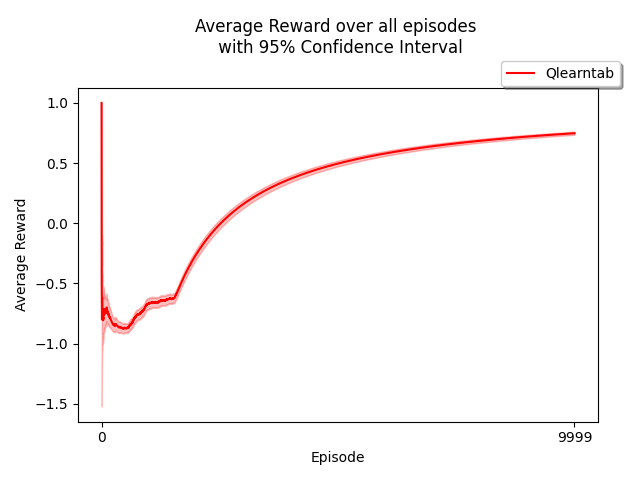 Average Reward over all episodes
with 95% Confidence Interval
Qlearntab
1.0
0.5
0.0
−0.5
−1.0
−1.5
Average Reward
0
9999
Episode